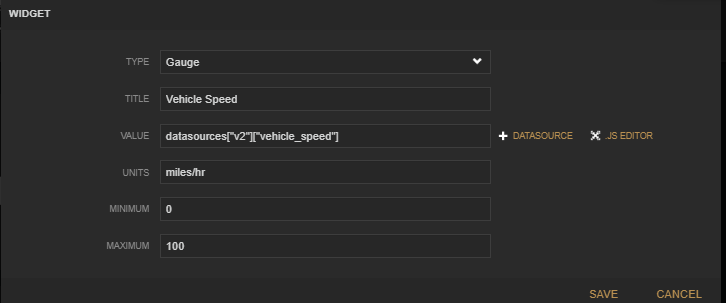 WIDGET
TYPE Gauge
TITLE Vehicle Speed
VALUE datasources["v2"]["vehicle_speed"] DATASOURCE .JS EDITOR
UNITS miles/hr
MINIMUM 0
MAXIMUM 100
SAVE CANCEL